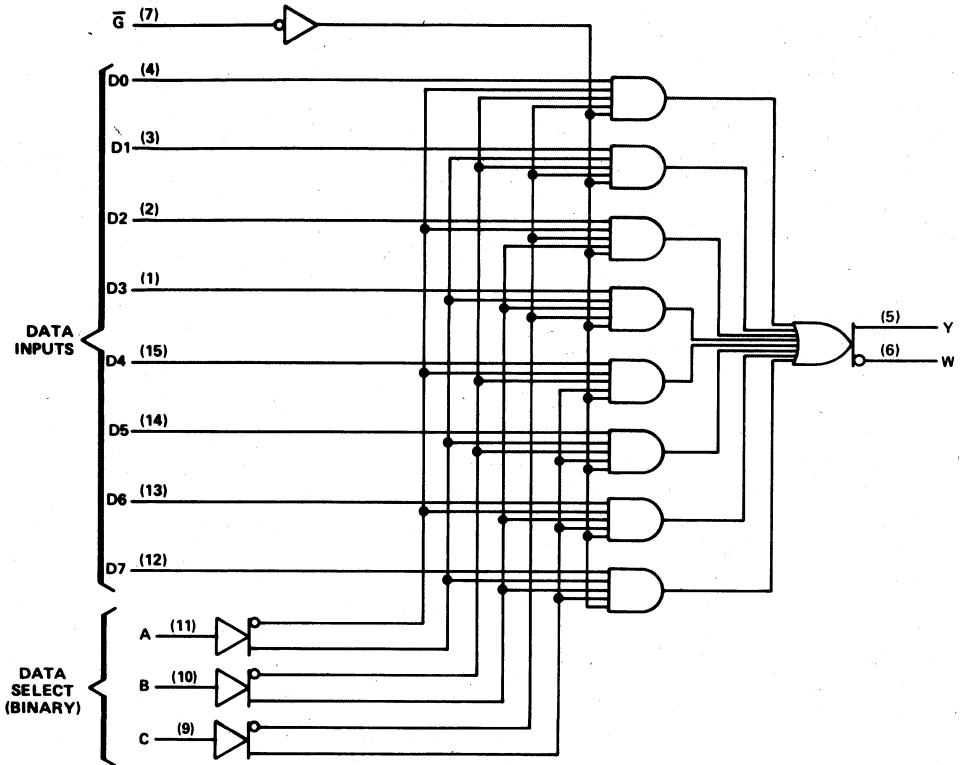 G̅ (7)
D0 (4)
D1 (3)
D2 (2)
D3 (1)
DATA
INPUTS
D4 (15)
D5 (14)
D6 (13)
D7 (12)
(5) Y
(6) W
DATA
SELECT
(BINARY)
A (11)
B (10)
C (9)